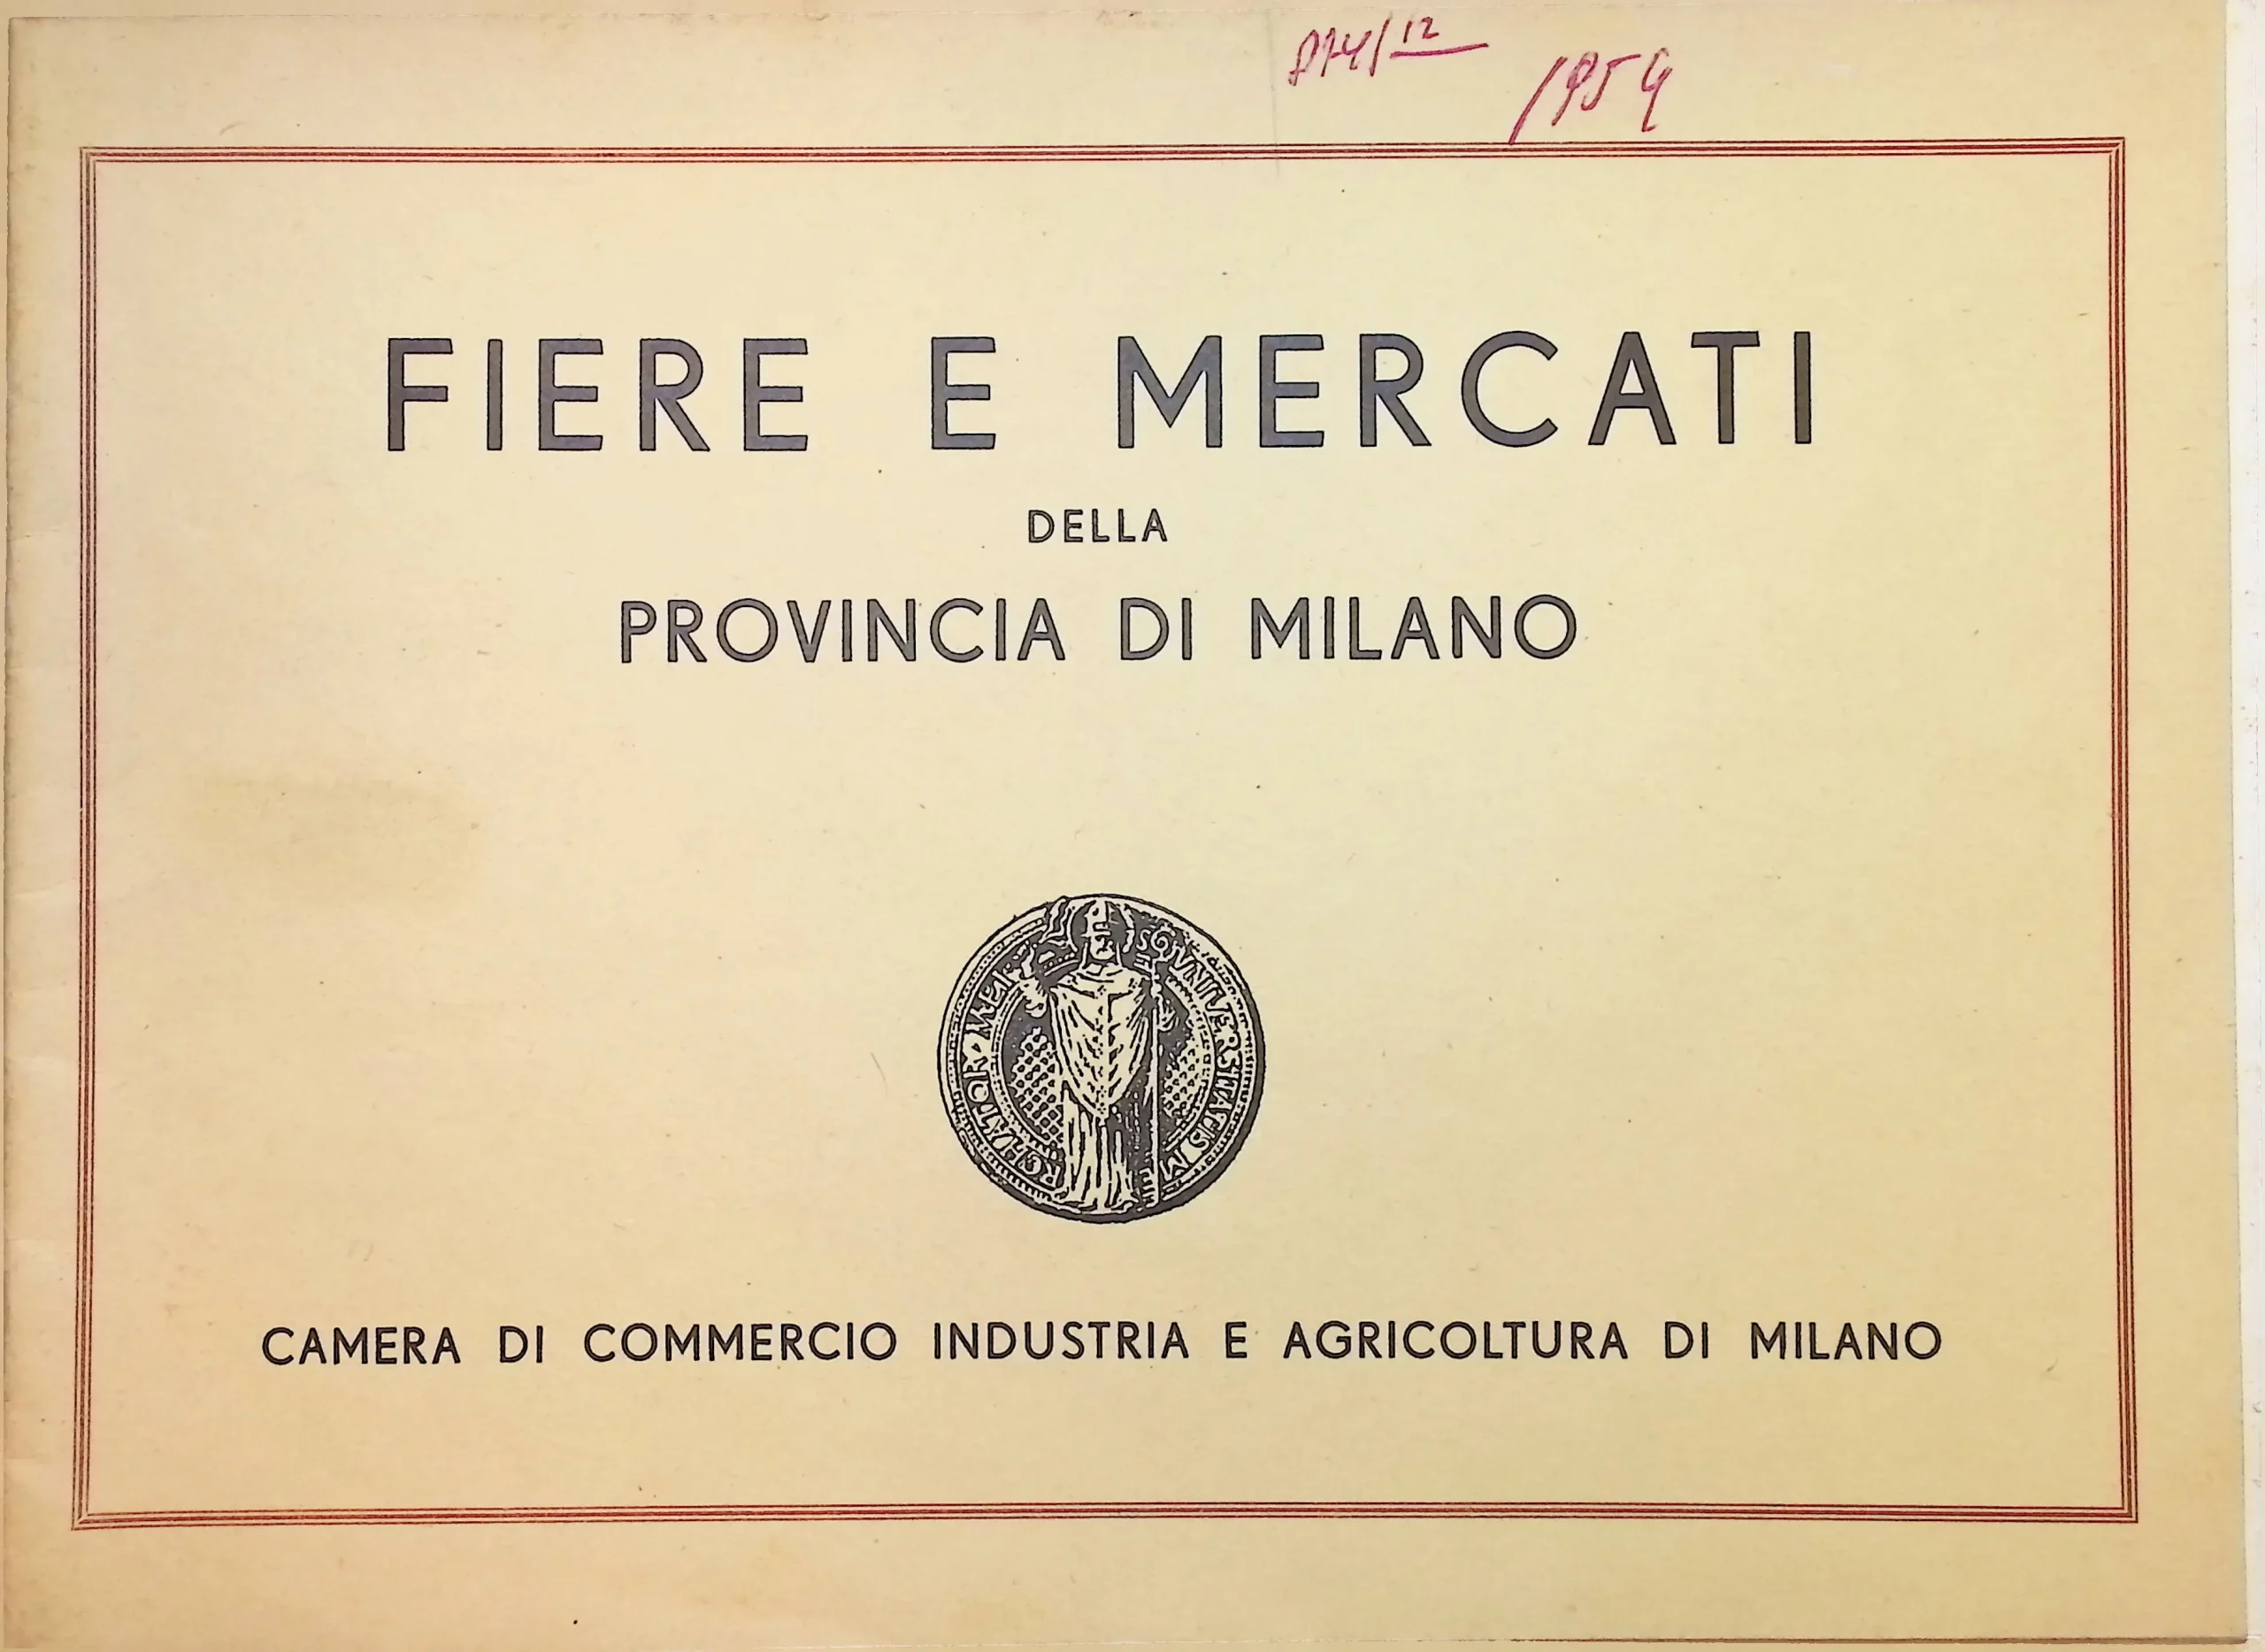 1959
FIERE E MERCATI
DELLA
PROVINCIA DI MILANO
CAMERA DI COMMERCIO INDUSTRIA E AGRICOLTURA DI MILANO